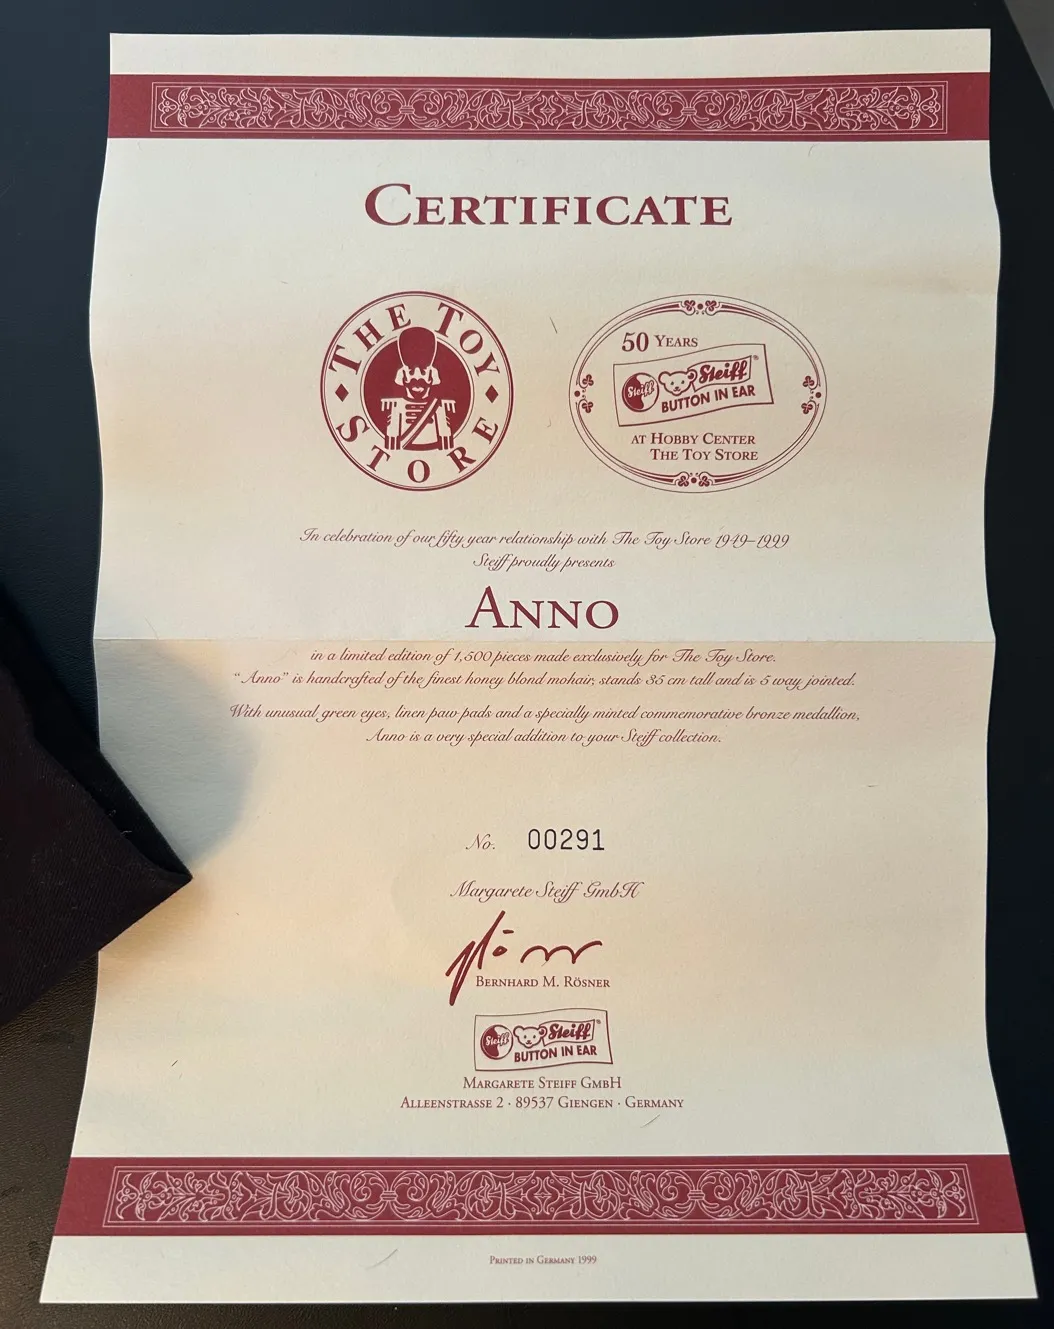 CERTIFICATE
THE TOY STORE
50 YEARS
Steiff
Steiff®
BUTTON IN EAR
AT HOBBY CENTER
THE TOY STORE
In celebration of our fifty year relationship with The Toy Store 1949–1999
Steiff proudly presents
ANNO
in a limited edition of 1,500 pieces made exclusively for The Toy Store.
“Anno” is handcrafted of the finest honey blond mohair, stands 35 cm tall and is 5 way jointed.
With unusual green eyes, linen paw pads and a specially minted commemorative bronze medallion,
Anno is a very special addition to your Steiff collection.
No. 00291
Margarete Steiff GmbH
BERNHARD M. RÖSNER
Steiff
Steiff®
BUTTON IN EAR
MARGARETE STEIFF GMBH
ALLEENSTRASSE 2 · 89537 GIENGEN · GERMANY
PRINTED IN GERMANY 1999